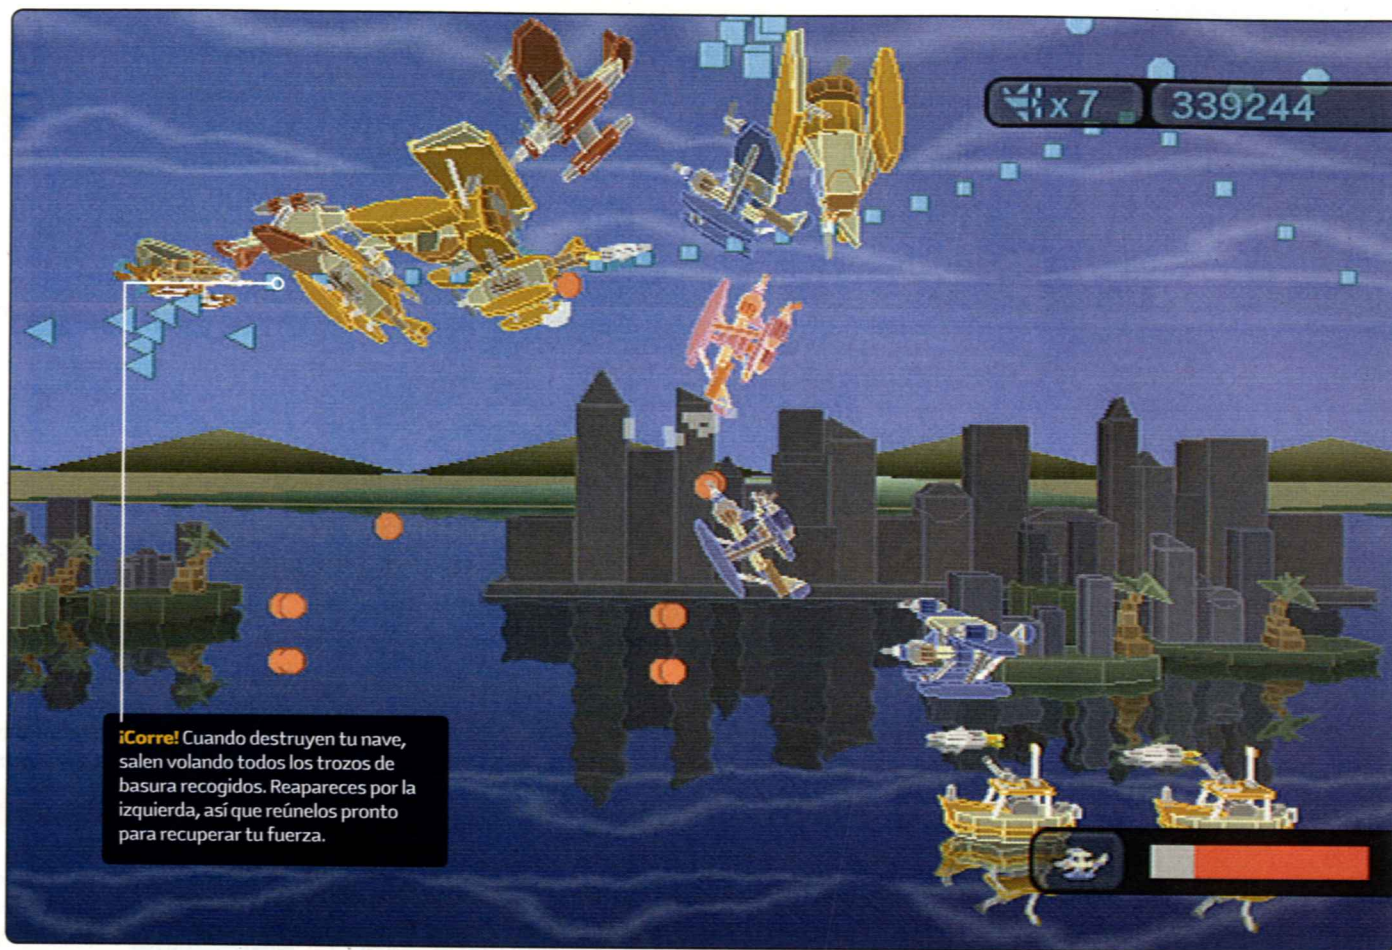 x 7 339244
¡Corre! Cuando destruyen tu nave,
salen volando todos los trozos de
basura recogidos. Reapareces por la
izquierda, así que reúnelos pronto
para recuperar tu fuerza.